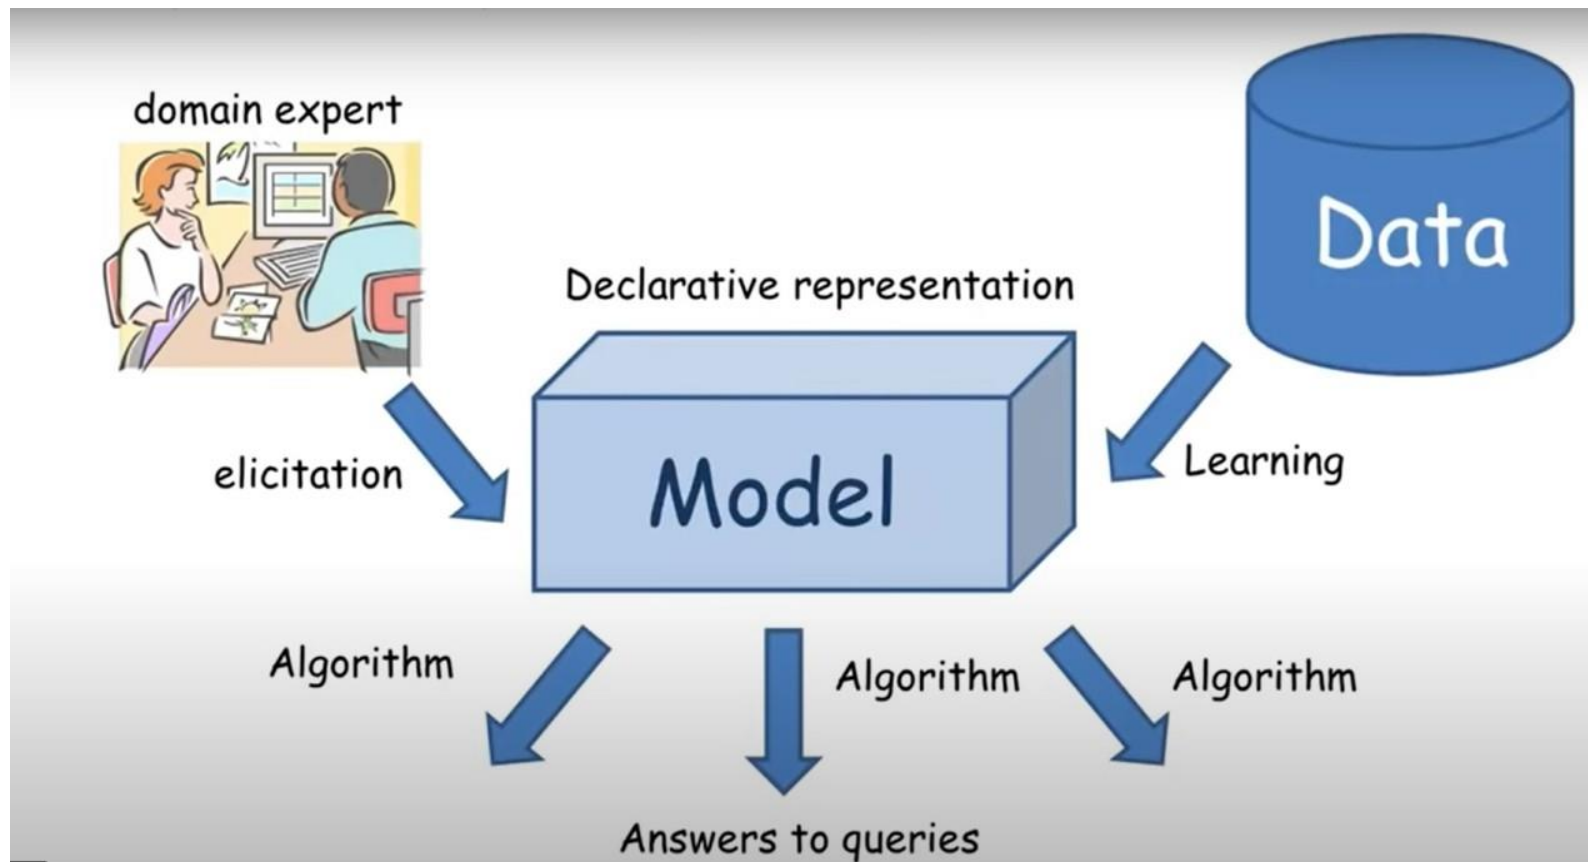 domain expert
Data
Declarative representation
elicitation
Model
Learning
Algorithm
Algorithm
Algorithm
Answers to queries